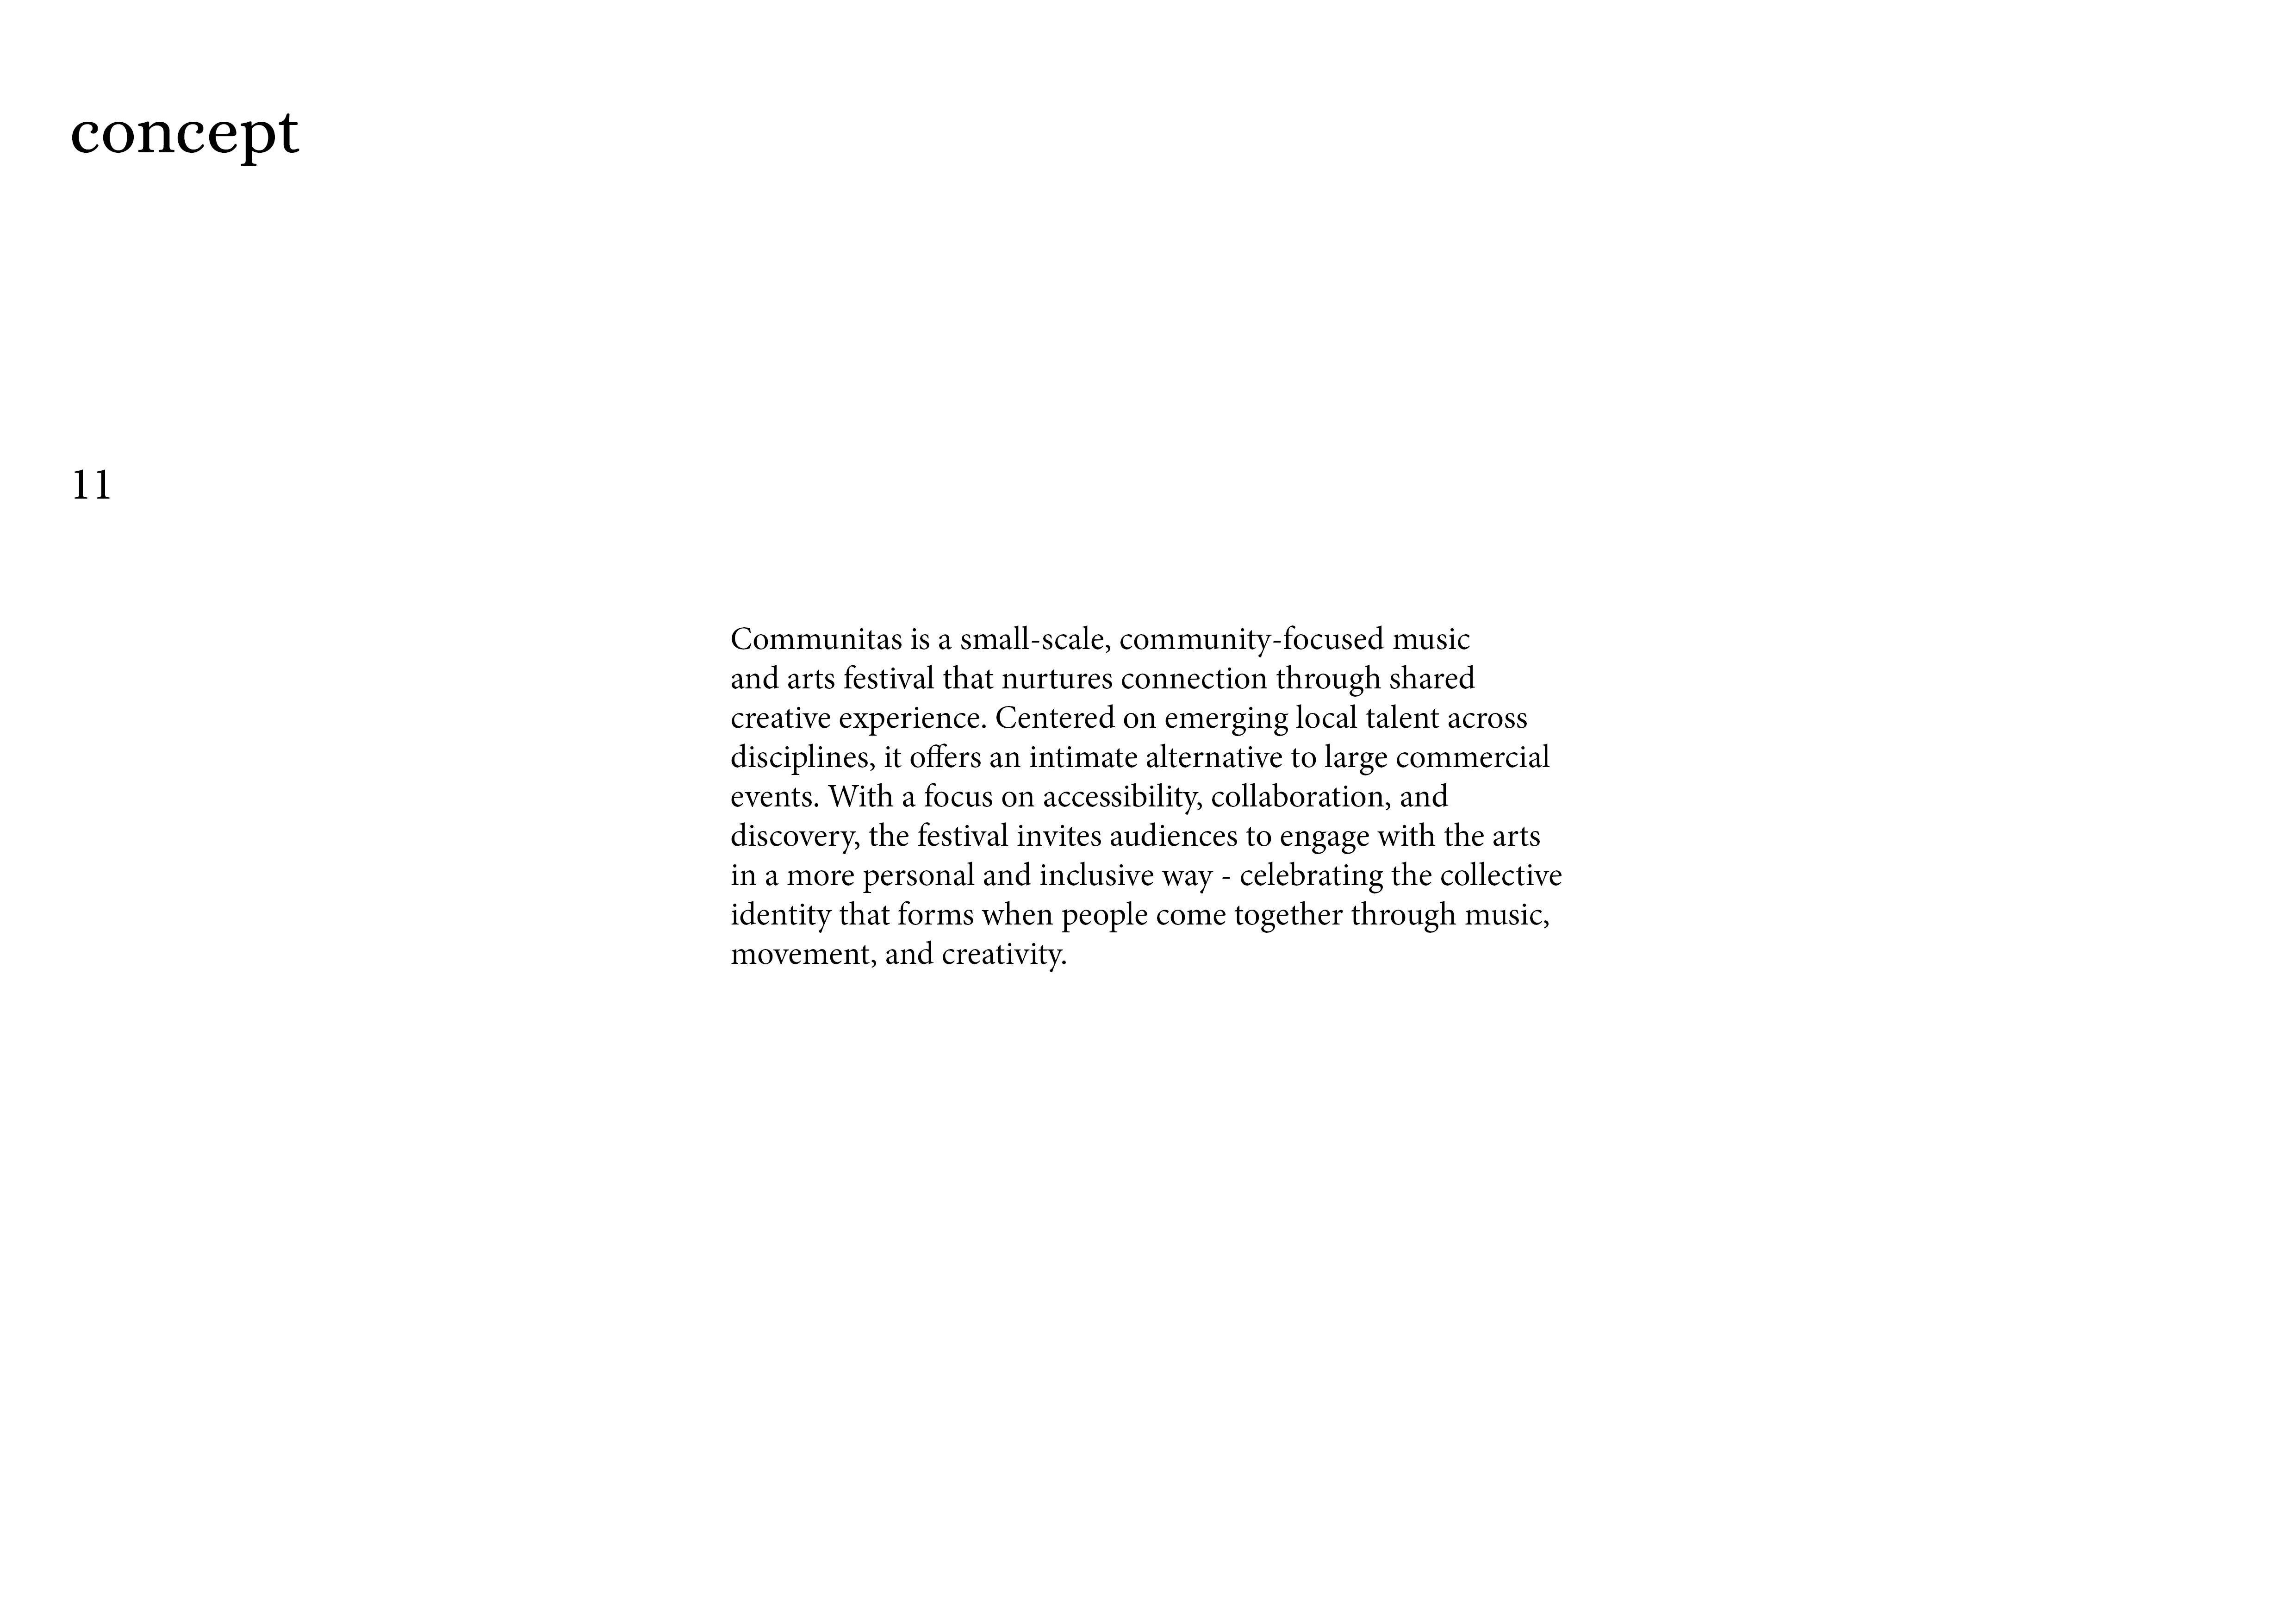 concept
11
Communitas is a small-scale, community-focused music
and arts festival that nurtures connection through shared
creative experience. Centered on emerging local talent across
disciplines, it offers an intimate alternative to large commercial
events. With a focus on accessibility, collaboration, and
discovery, the festival invites audiences to engage with the arts
in a more personal and inclusive way - celebrating the collective
identity that forms when people come together through music,
movement, and creativity.